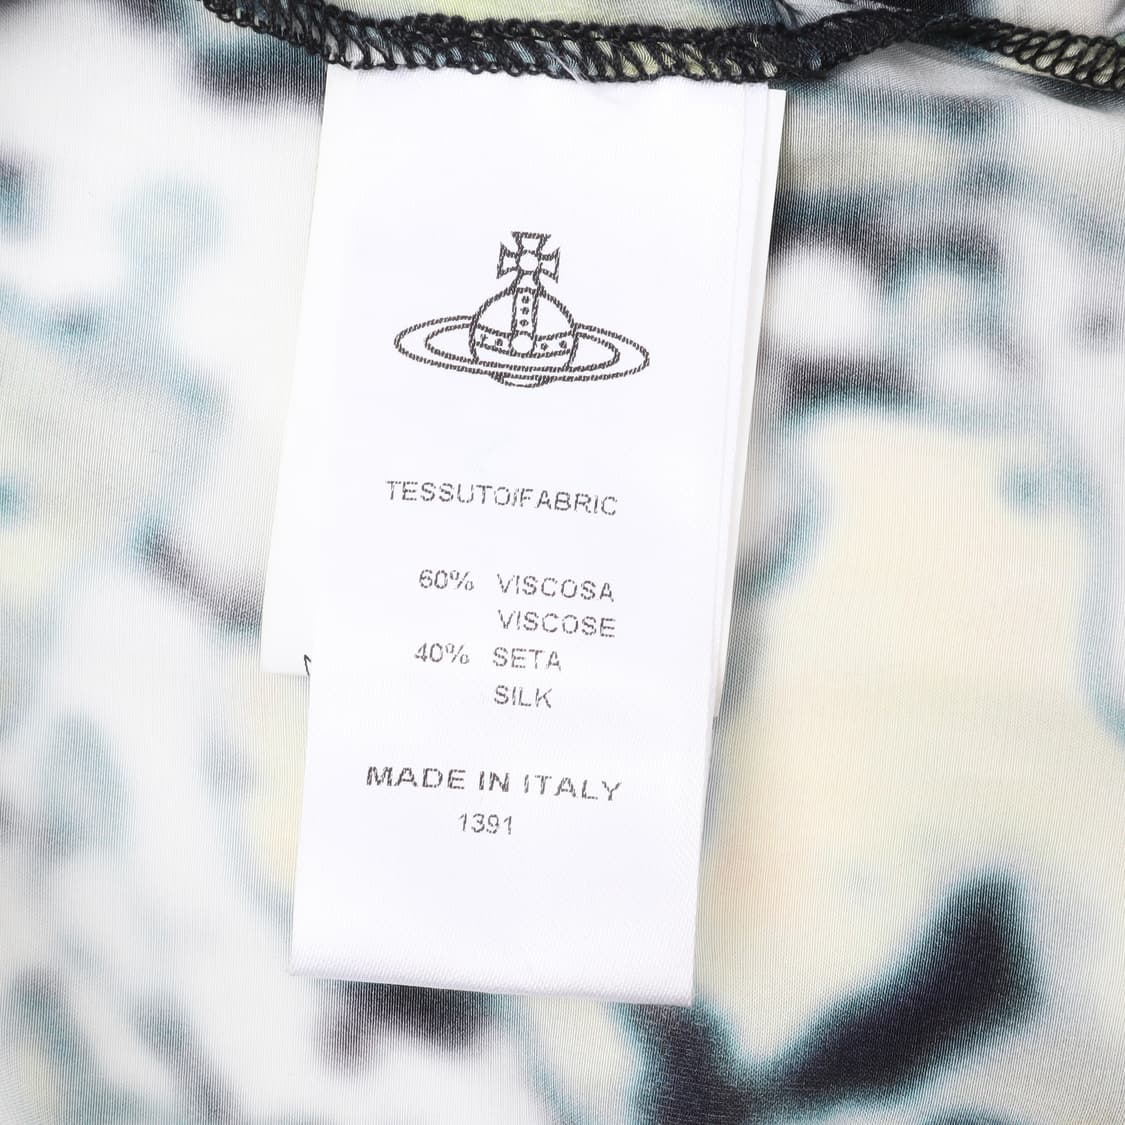 TESSUTO/FABRIC
60% VISCOSA
VISCOSE
40% SETA
SILK
MADE IN ITALY
1391